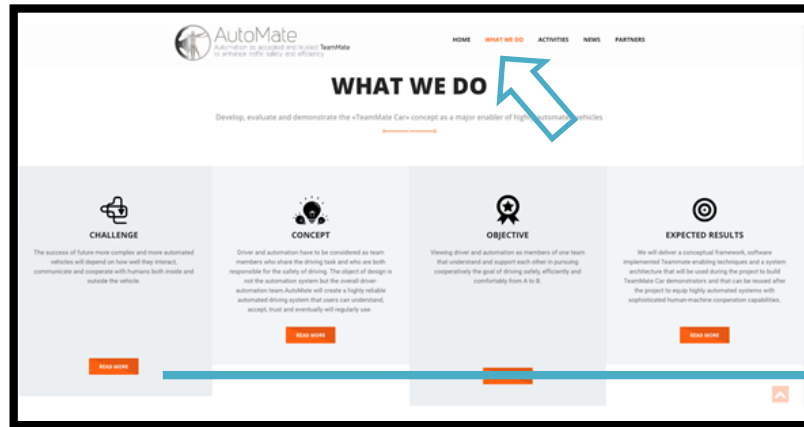 AutoMate
Automation as accepted and trusted TeamMate
to enhance traffic safety and efficiency
HOME WHAT WE DO ACTIVITIES NEWS PARTNERS
WHAT WE DO
Develop, evaluate and demonstrate the «TeamMate Car» concept as a major enabler of highly automated vehicles
CHALLENGE
The success of future more complex and more automated
vehicles will depend on how well they interact,
communicate and cooperate with humans both inside and
outside the vehicle.
READ MORE
CONCEPT
Driver and automation have to be considered as team
members who share the driving task and who are both
responsible for the safety of driving. The object of design is
not the automation system but the overall driver-
automation team.AutoMate will create a highly reliable
automated driving system that users can understand,
accept, trust and eventually will regularly use.
READ MORE
OBJECTIVE
Viewing driver and automation as members of one team
that understand and support each other in pursuing
cooperatively the goal of driving safely, efficiently and
comfortably from A to B.
EXPECTED RESULTS
We will deliver a conceptual framework, software
implemented Teammate enabling techniques and a system
architecture that will be used during the project to build
TeamMate Car demonstrators and that can be reused after
the project to equip highly automated systems with
sophisticated human-machine cooperation capabilities.
READ MORE